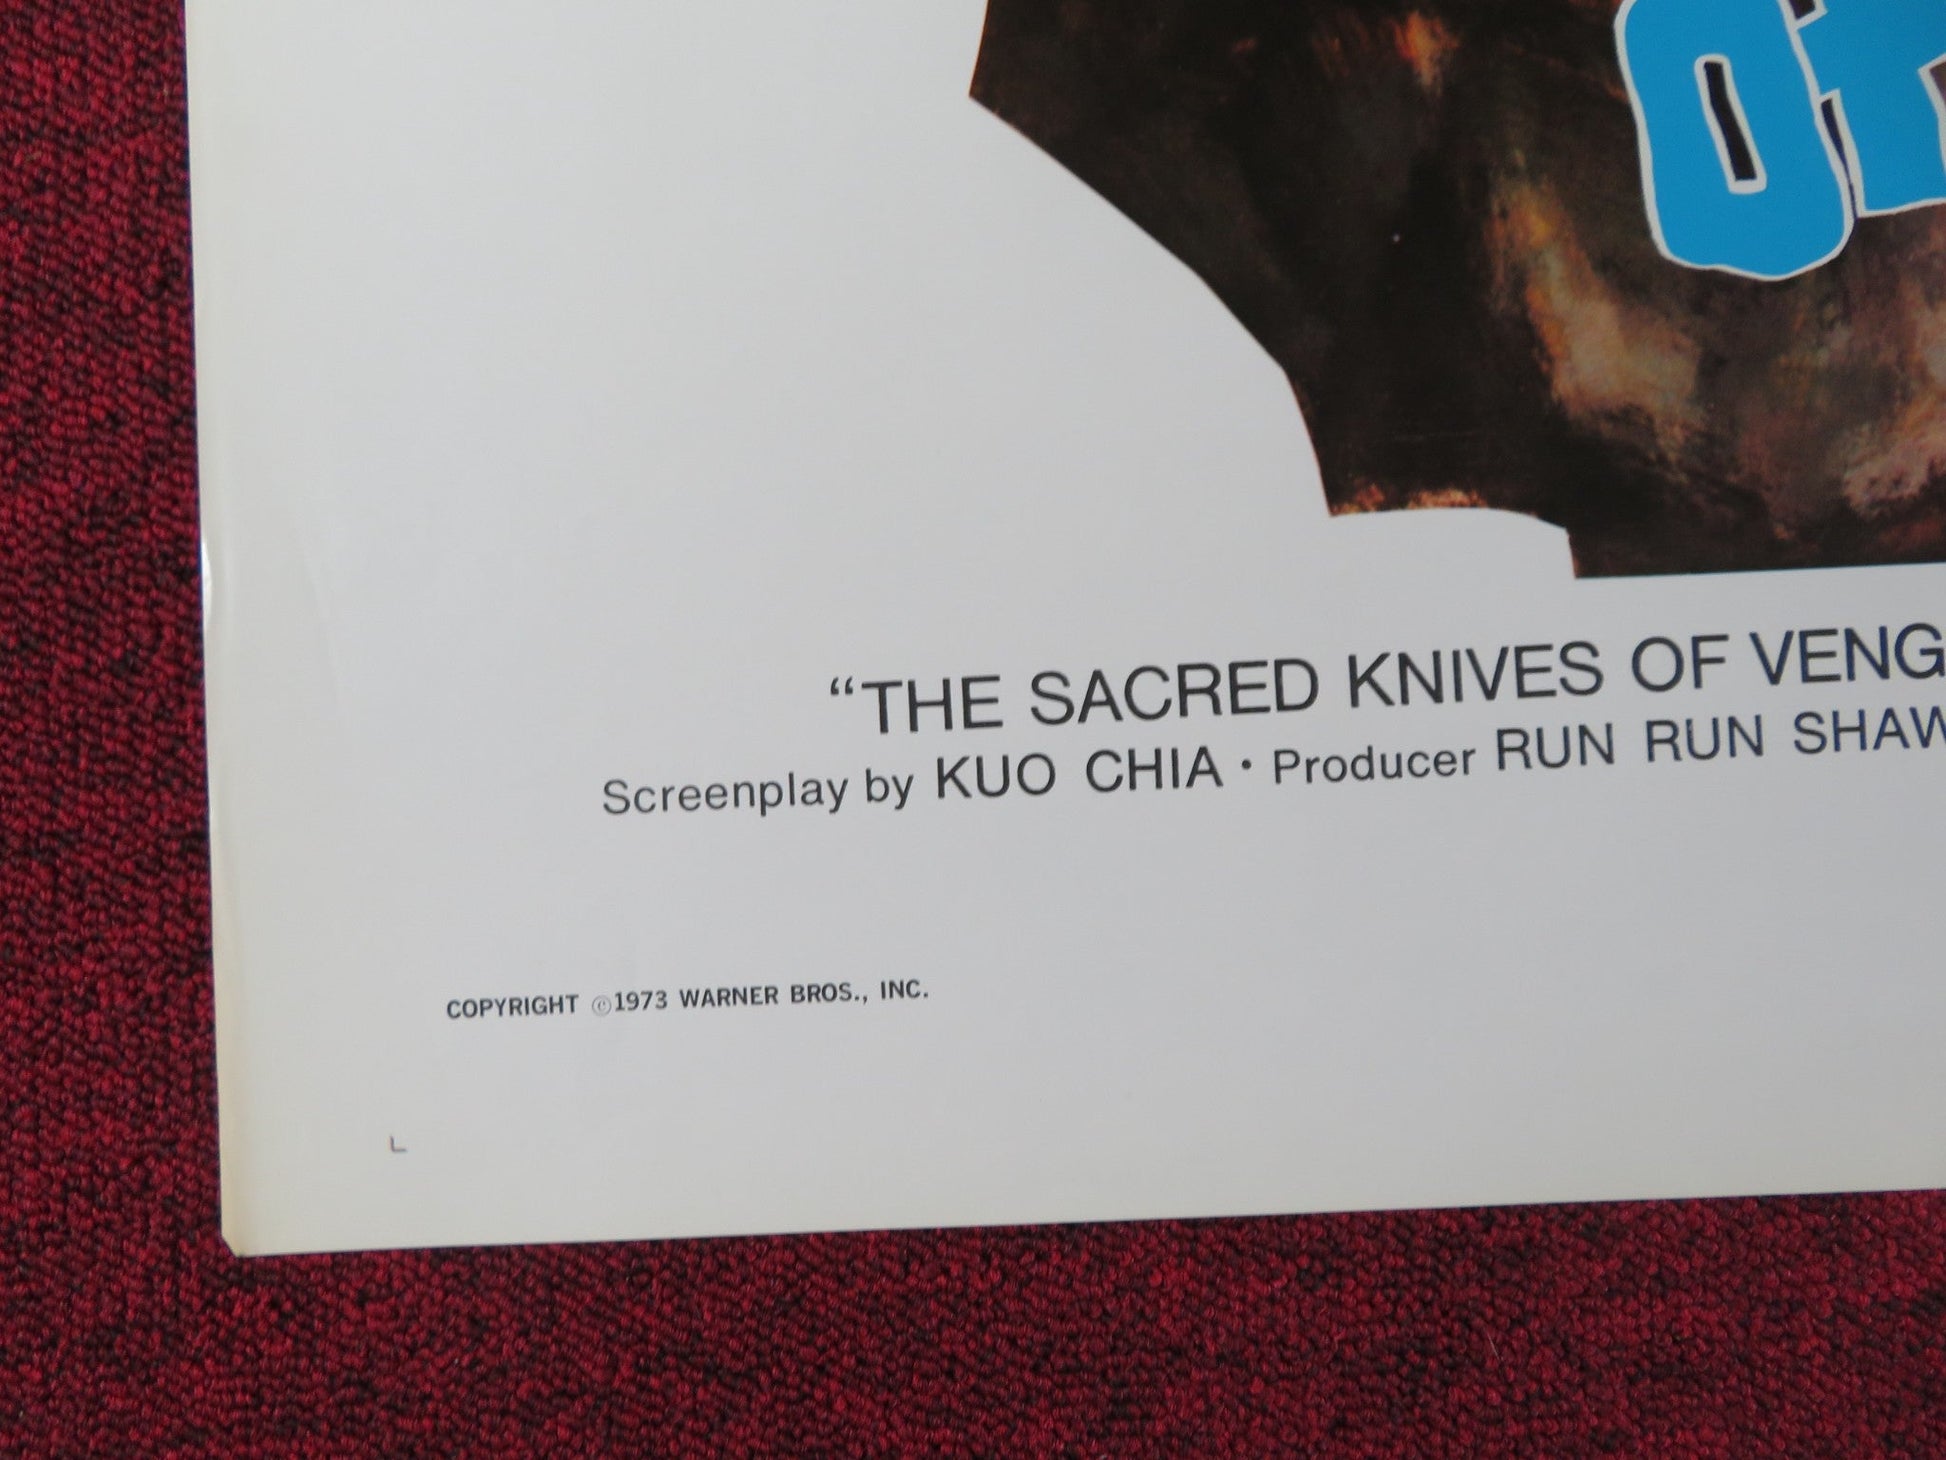 OF
"THE SACRED KNIVES OF VENG
Screenplay by KUO CHIA · Producer RUN RUN SHAW
COPYRIGHT ©1973 WARNER BROS., INC.